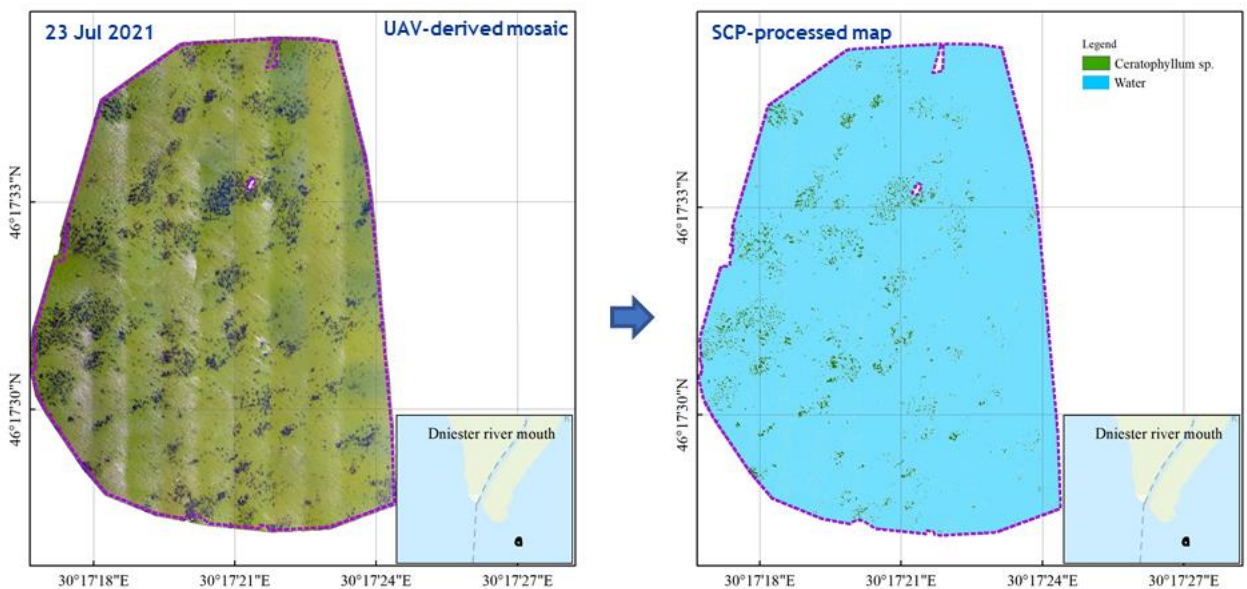 23 Jul 2021
UAV-derived mosaic
46°17'33"N
46°17'30"N
Dniester river mouth
30°17'18"E
30°17'21"E
30°17'24"E
30°17'27"E
SCP-processed map
Legend
Ceratophyllum sp.
Water
46°17'33"N
46°17'30"N
Dniester river mouth
30°17'18"E
30°17'21"E
30°17'24"E
30°17'27"E